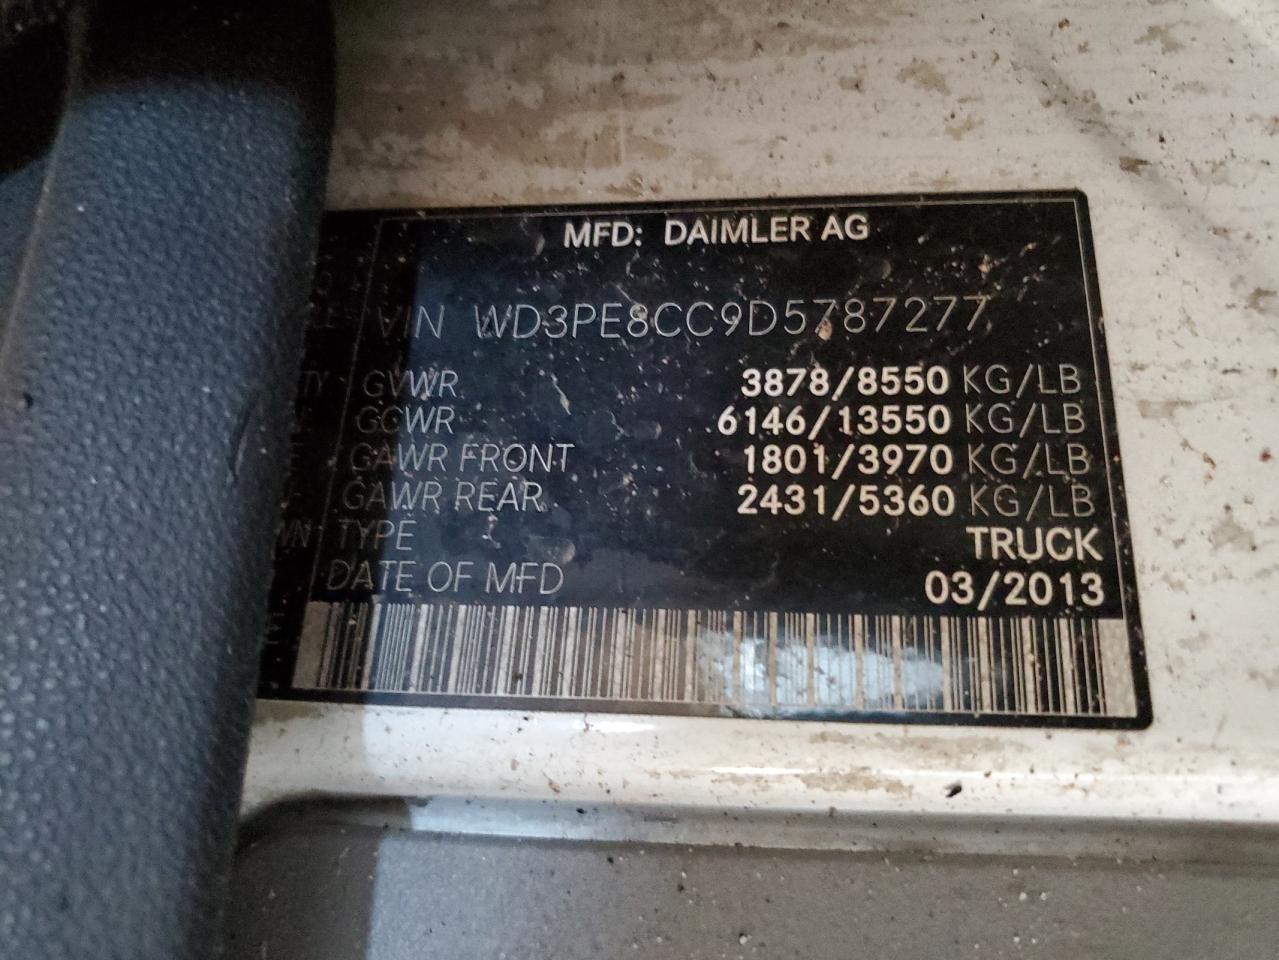 MFD: DAIMLER AG
VIN WD3PE8CC9D5787277
GVWR 3878/8550 KG/LB
GCWR 6146/13550 KG/LB
GAWR FRONT 1801/3970 KG/LB
GAWR REAR 2431/5360 KG/LB
TYPE TRUCK
DATE OF MFD 03/2013